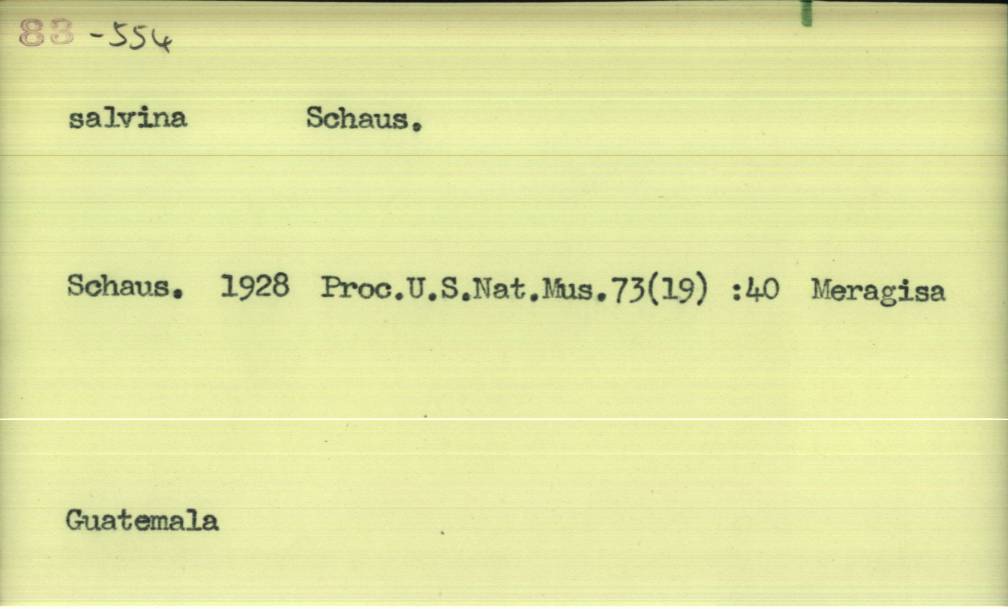 83-554
salvina Schaus.
Schaus. 1928 Proc.U.S.Nat.Mus.73(19) :40 Meragisa
Guatemala